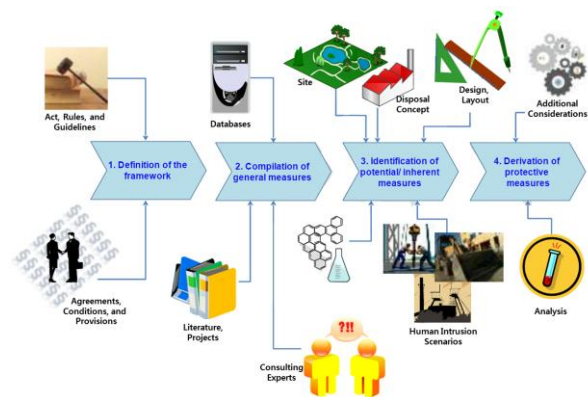 Act, Rules, and
Guidelines
Databases
Site
Disposal
Concept
Design,
Layout
Additional
Considerations
1. Definition of the
framework
2. Compilation of
general measures
3. Identification of
potential/ inherent
measures
4. Derivation of
protective
measures
Agreements,
Conditions, and
Provisions
Literature,
Projects
?!!
Consulting
Experts
Human Intrusion
Scenarios
Analysis